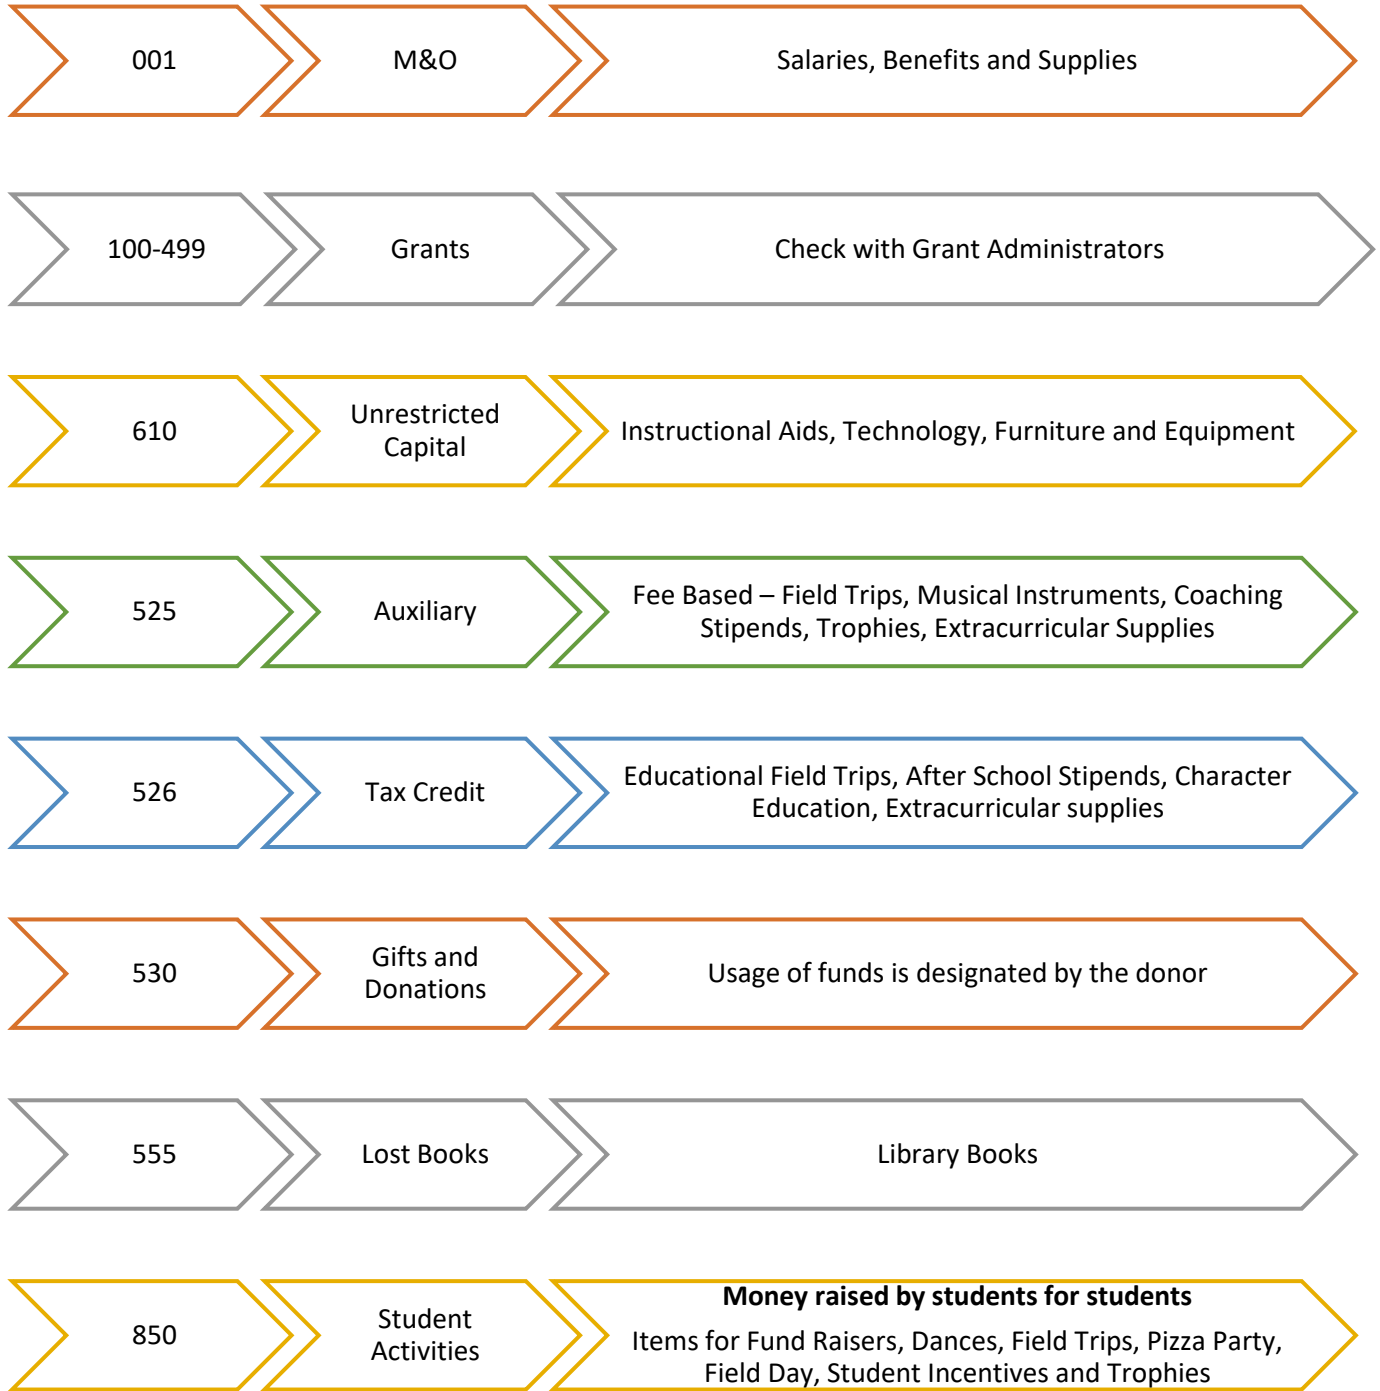 001
M&O
Salaries, Benefits and Supplies
100-499
Grants
Check with Grant Administrators
610
Unrestricted
Capital
Instructional Aids, Technology, Furniture and Equipment
525
Auxiliary
Fee Based – Field Trips, Musical Instruments, Coaching
Stipends, Trophies, Extracurricular Supplies
526
Tax Credit
Educational Field Trips, After School Stipends, Character
Education, Extracurricular supplies
530
Gifts and
Donations
Usage of funds is designated by the donor
555
Lost Books
Library Books
850
Student
Activities
Money raised by students for students
Items for Fund Raisers, Dances, Field Trips, Pizza Party,
Field Day, Student Incentives and Trophies